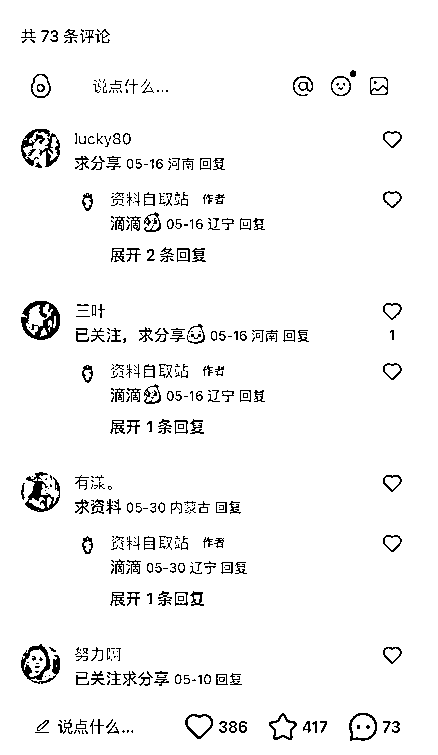 共 73 条评论
说点什么...
lucky80
求分享 05-16 河南 回复
资料自取站 作者
滴滴 05-16 辽宁 回复
展开 2 条回复
三叶
已关注，求分享 05-16 河南 回复
1
资料自取站 作者
滴滴 05-16 辽宁 回复
展开 1 条回复
有漾。
求资料 05-30 内蒙古 回复
资料自取站 作者
滴滴 05-30 辽宁 回复
展开 1 条回复
努力啊
已关注求分享 05-10 回复
说点什么... 386 417 73